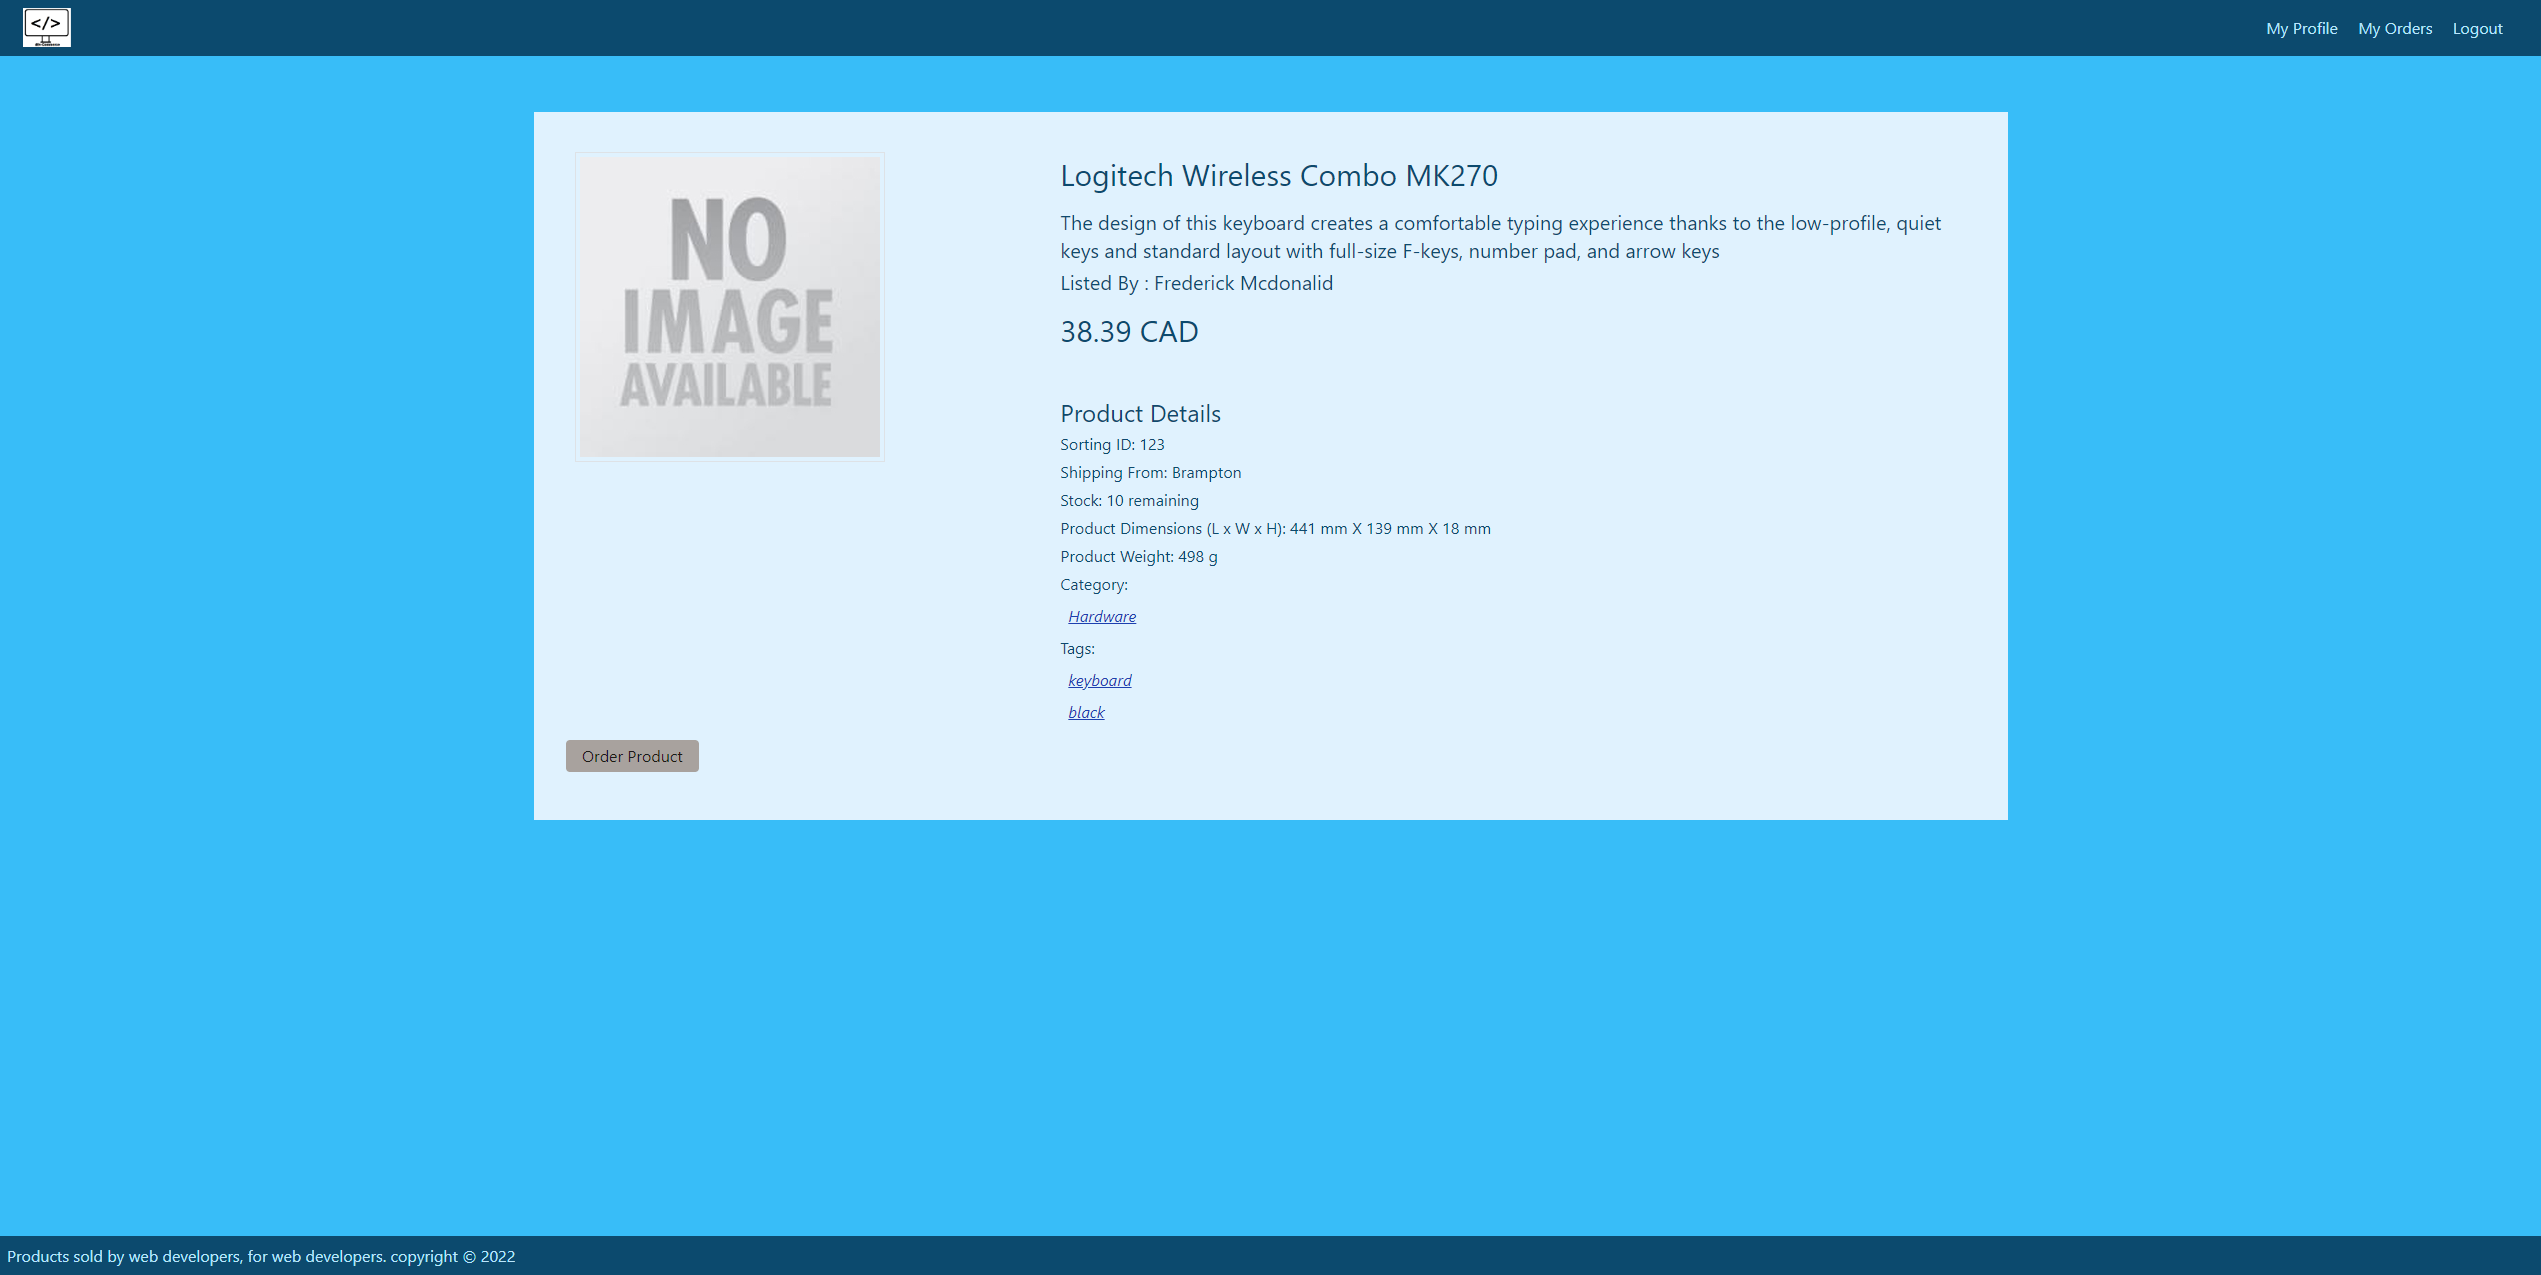 </>
My Profile My Orders Logout
NO
IMAGE
AVAILABLE
Logitech Wireless Combo MK270
The design of this keyboard creates a comfortable typing experience thanks to the low-profile, quiet
keys and standard layout with full-size F-keys, number pad, and arrow keys
Listed By : Frederick Mcdonalid
38.39 CAD
Product Details
Sorting ID: 123
Shipping From: Brampton
Stock: 10 remaining
Product Dimensions (L x W x H): 441 mm X 139 mm X 18 mm
Product Weight: 498 g
Category:
Hardware
Tags:
keyboard
black
Order Product
Products sold by web developers, for web developers. copyright © 2022